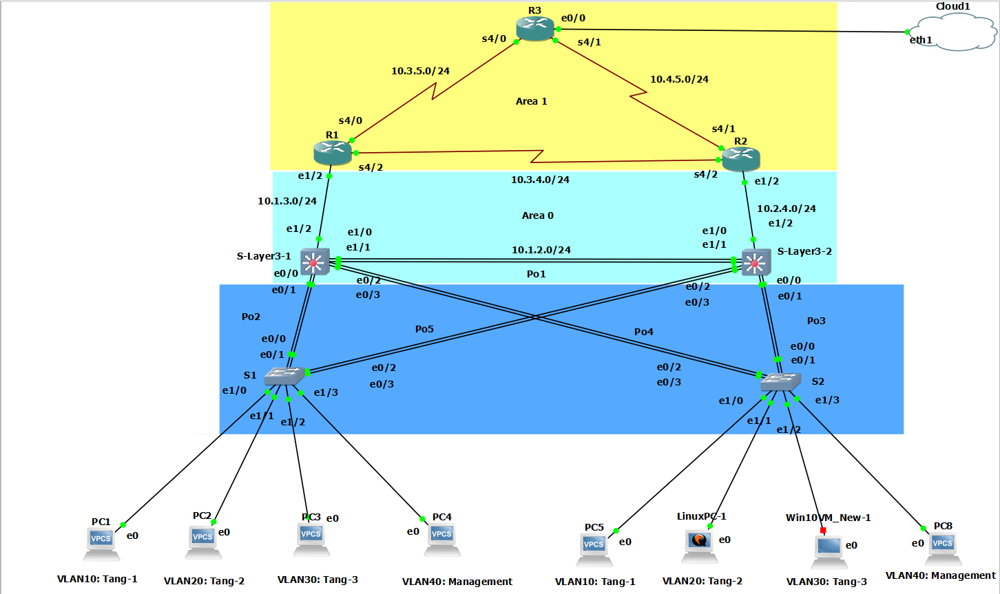 R3
e0/0
Cloud1
eth1
s4/0
s4/1
10.3.5.0/24
10.4.5.0/24
Area 1
s4/0
s4/1
R1
R2
s4/2
s4/2
e1/2
e1/2
10.3.4.0/24
10.1.3.0/24
10.2.4.0/24
Area 0
e1/2
e1/2
e1/0
e1/1
e1/0
e1/1
10.1.2.0/24
S-Layer3-1
S-Layer3-2
Po1
e0/0
e0/1
e0/2
e0/3
e0/2
e0/3
e0/0
e0/1
Po2
Po5
Po4
Po3
e0/0
e0/1
e0/2
e0/3
e0/2
e0/3
e0/0
e0/1
S1
S2
e1/0
e1/1
e1/2
e1/3
e1/0
e1/1
e1/2
e1/3
PC1
e0
VPCS
PC2
e0
VPCS
PC3
e0
VPCS
PC4
e0
VPCS
PC5
e0
VPCS
LinuxPC-1
e0
Win10VM_New-1
e0
PC8
e0
VPCS
VLAN10: Tang-1
VLAN20: Tang-2
VLAN30: Tang-3
VLAN40: Management
VLAN10: Tang-1
VLAN20: Tang-2
VLAN30: Tang-3
VLAN40: Management